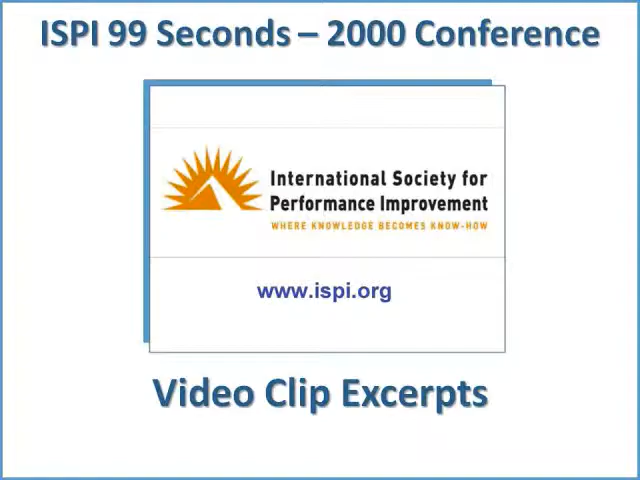 ISPI 99 Seconds – 2000 Conference
International Society for
Performance Improvement
WHERE KNOWLEDGE BECOMES KNOW-HOW
www.ispi.org
Video Clip Excerpts